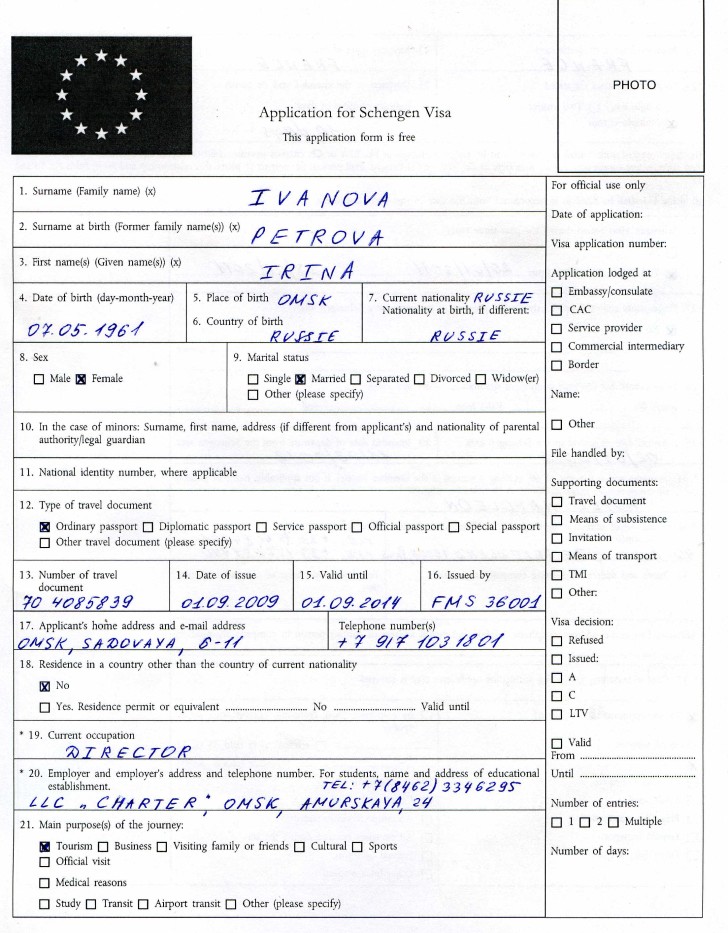 PHOTO
Application for Schengen Visa
This application form is free
1. Surname (Family name) (x)
IVANOVA
2. Surname at birth (Former family name(s)) (x)
PETROVA
3. First name(s) (Given name(s)) (x)
IRINA
4. Date of birth (day-month-year)
07.05.1961
5. Place of birth OMSK
6. Country of birth
RUSSIE
7. Current nationality RUSSIE
Nationality at birth, if different:
RUSSIE
8. Sex
Male Female
9. Marital status
Single Married Separated Divorced Widow(er)
Other (please specify)
10. In the case of minors: Surname, first name, address (if different from applicant's) and nationality of parental
authority/legal guardian
11. National identity number, where applicable
12. Type of travel document
Ordinary passport Diplomatic passport Service passport Official passport Special passport
Other travel document (please specify)
13. Number of travel
document
70 4085839
14. Date of issue
01.09.2009
15. Valid until
01.09.2014
16. Issued by
FMS 36001
17. Applicant's home address and e-mail address
OMSK, SADOVAYA, 6-11
Telephone number(s)
+7 917 103 1801
18. Residence in a country other than the country of current nationality
No
Yes. Residence permit or equivalent .............................. No .............................. Valid until
* 19. Current occupation
DIRECTOR
* 20. Employer and employer's address and telephone number. For students, name and address of educational
establishment. TEL: +7(8462) 3346295
LLC "CHARTER", OMSK, AMURSKAYA, 24
21. Main purpose(s) of the journey:
Tourism Business Visiting family or friends Cultural Sports
Official visit
Medical reasons
Study Transit Airport transit Other (please specify)
For official use only
Date of application:
Visa application number:
Application lodged at
Embassy/consulate
CAC
Service provider
Commercial intermediary
Border
Name:
Other
File handled by:
Supporting documents:
Travel document
Means of subsistence
Invitation
Means of transport
TMI
Other:
Visa decision:
Refused
Issued:
A
C
LTV
Valid
From ..............................
Until ..............................
Number of entries:
1 2 Multiple
Number of days: